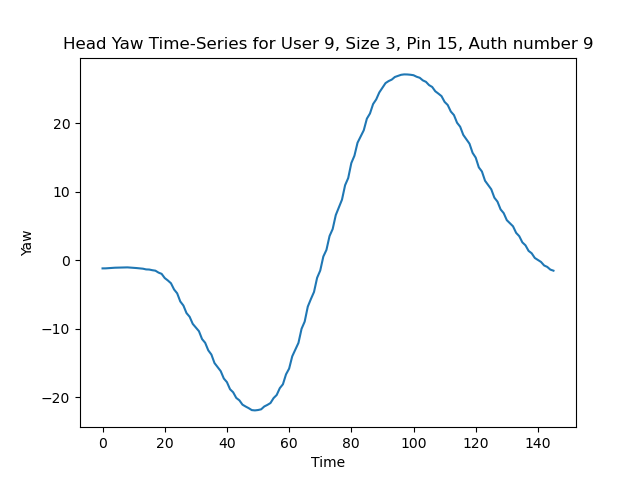 Head Yaw Time-Series for User 9, Size 3, Pin 15, Auth number 9
Yaw
20
10
0
−10
−20
0 20 40 60 80 100 120 140
Time